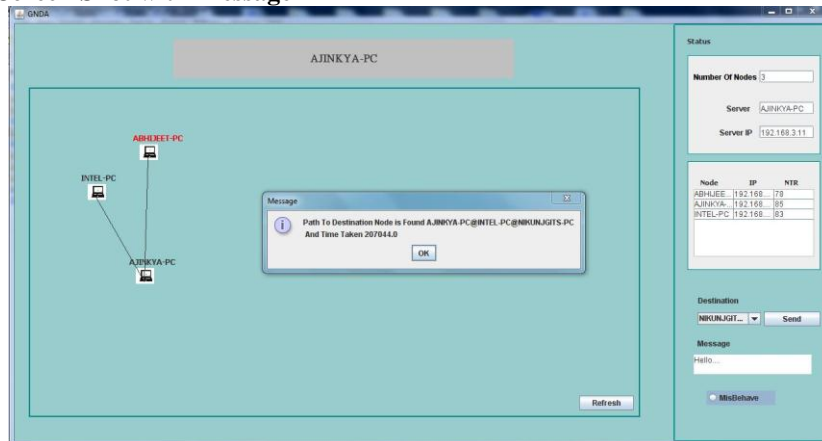 GNDA
AJINKYA-PC
ABHIJEET-PC
INTEL-PC
AJINKYA-PC
Message
Path To Destination Node is Found AJINKYA-PC@INTEL-PC@NIKUNJGITS-PC
And Time Taken 207044.0
OK
Refresh
Status
Number Of Nodes 3
Server AJINKYA-PC
Server IP 192.168.3.11
Node IP NTR
ABHIJEE... 192.168... 78
AJINKYA-... 192.168... 85
INTEL-PC 192.168... 83
Destination
NIKUNJGIT... Send
Message
Hello...
MisBehave